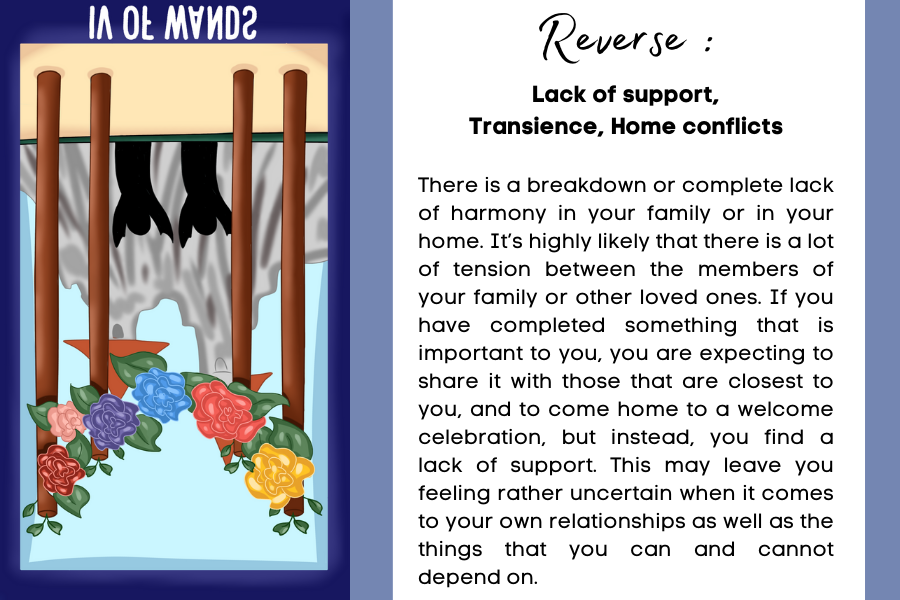 IV OF WANDS
Reverse :
Lack of support,
Transience, Home conflicts
There is a breakdown or complete lack
of harmony in your family or in your
home. It’s highly likely that there is a lot
of tension between the members of
your family or other loved ones. If you
have completed something that is
important to you, you are expecting to
share it with those that are closest to
you, and to come home to a welcome
celebration, but instead, you find a
lack of support. This may leave you
feeling rather uncertain when it comes
to your own relationships as well as the
things that you can and cannot
depend on.